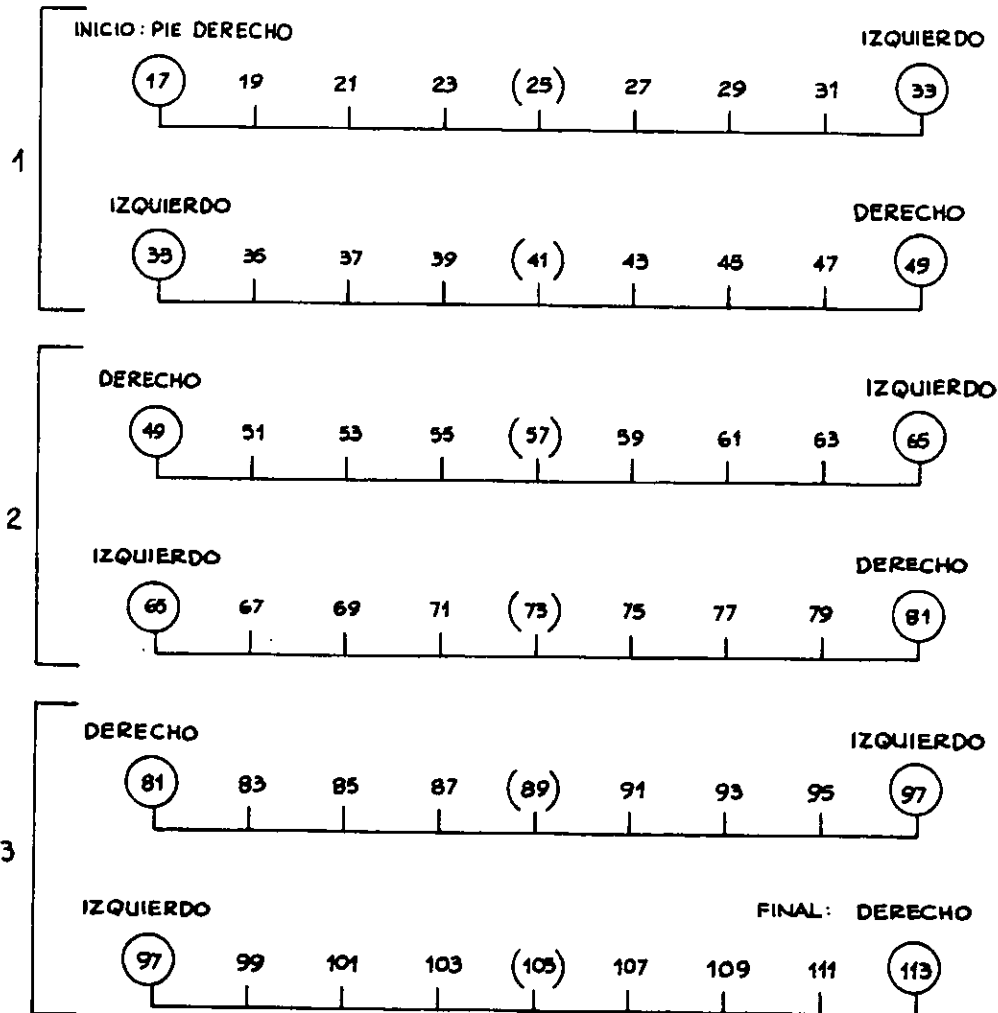 INICIO: PIE DERECHO
IZQUIERDO
17 19 21 23 (25) 27 29 31 33
1
IZQUIERDO
DERECHO
33 35 37 39 (41) 43 45 47 49
DERECHO
IZQUIERDO
49 51 53 55 (57) 59 61 63 65
2
IZQUIERDO
DERECHO
65 67 69 71 (73) 75 77 79 81
DERECHO
IZQUIERDO
81 83 85 87 (89) 91 93 95 97
3
IZQUIERDO
FINAL: DERECHO
97 99 101 103 (105) 107 109 111 113